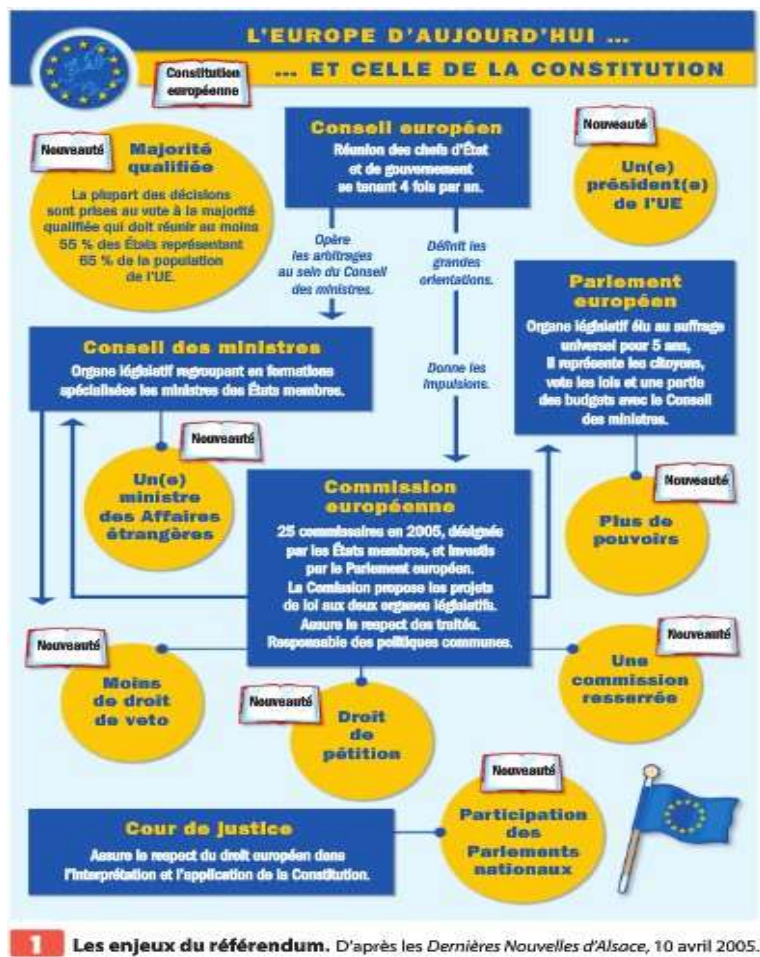 L'EUROPE D'AUJOURD'HUI ...
... ET CELLE DE LA CONSTITUTION
Constitution
européenne
Nouveauté
Majorité
qualifiée
La plupart des décisions
sont prises au vote à la majorité
qualifiée qui doit réunir au moins
55 % des États représentant
65 % de la population
de l'UE.
Conseil européen
Réunion des chefs d'État
et de gouvernement
se tenant 4 fois par an.
Nouveauté
Un(e)
président(e)
de l'UE
Opère
les arbitrages
au sein du Conseil
des ministres.
Définit les
grandes
orientations.
Donne les
impulsions.
Parlement
européen
Organe législatif élu au suffrage
universel pour 5 ans,
il représente les citoyens,
vote les lois et une partie
des budgets avec le Conseil
des ministres.
Conseil des ministres
Organe législatif regroupant en formations
spécialisées les ministres des États membres.
Nouveauté
Un(e)
ministre
des Affaires
étrangères
Commission
européenne
25 commissaires en 2005, désignés
par les États membres, et investis
par le Parlement européen.
La Comission propose les projets
de loi aux deux organes législatifs.
Assure le respect des traités.
Responsable des politiques communes.
Nouveauté
Plus de
pouvoirs
Nouveauté
Moins
de droit
de veto
Nouveauté
Droit
de
pétition
Nouveauté
Une
commission
resserrée
Cour de justice
Assure le respect du droit européen dans
l'interprétation et l'application de la Constitution.
Nouveauté
Participation
des
Parlements
nationaux
1 Les enjeux du référendum. D'après les Dernières Nouvelles d'Alsace, 10 avril 2005.